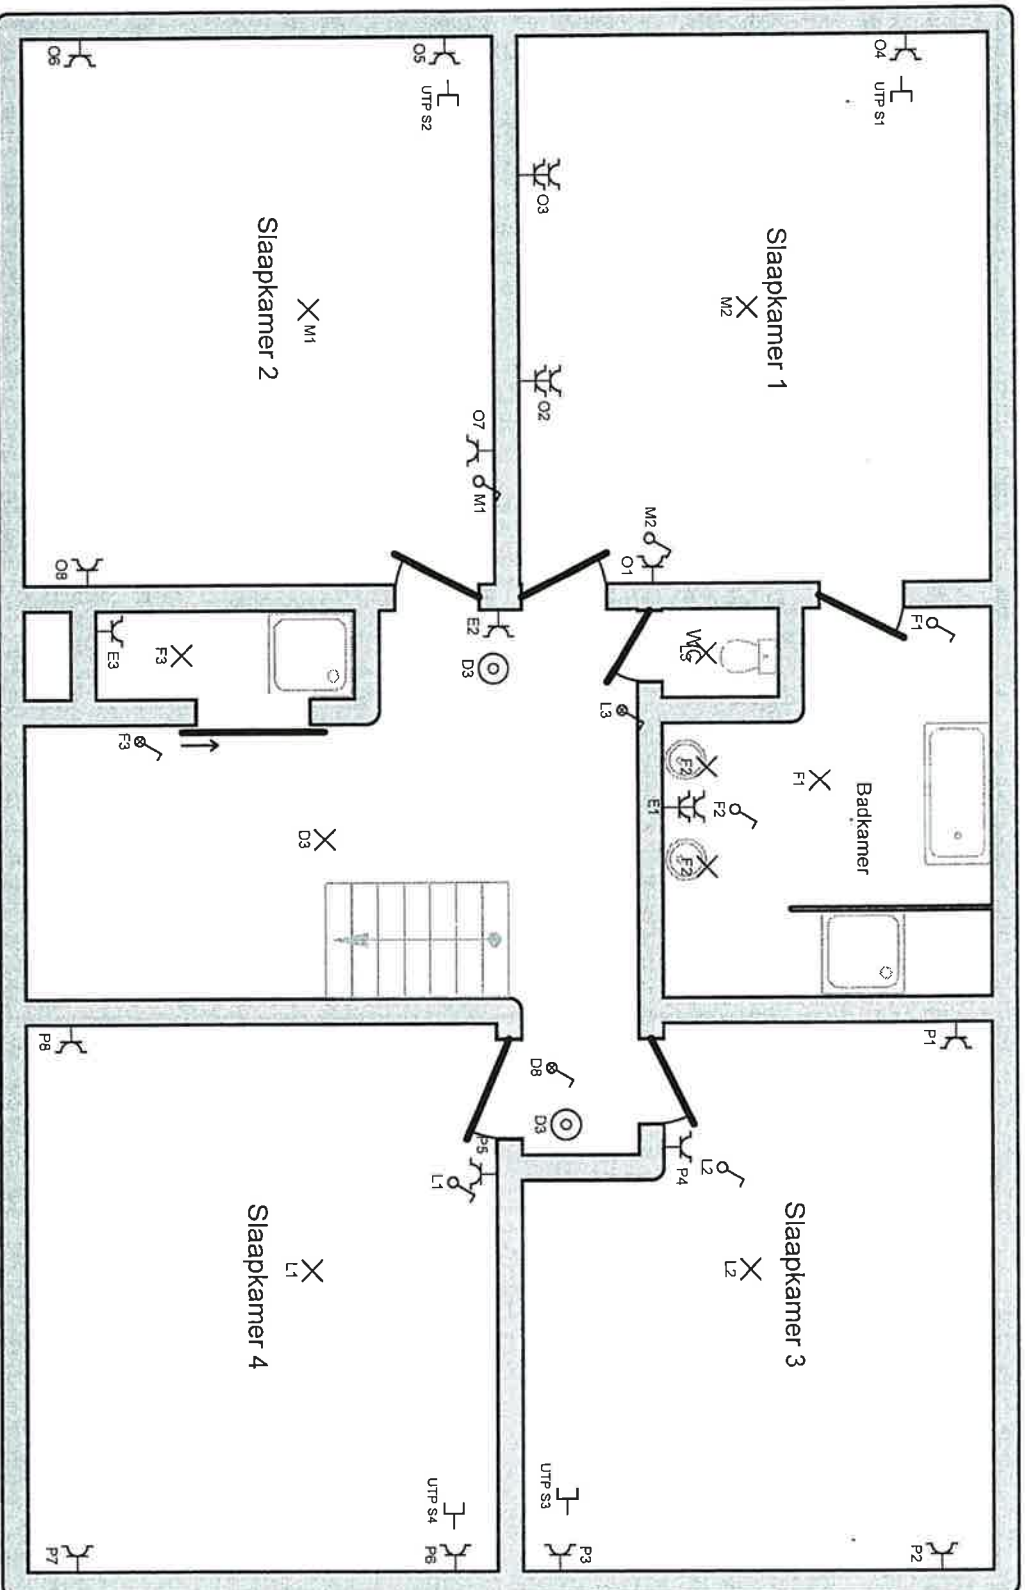 O4
UTP S1
O5
UTP S2
O6
O3
Slaapkamer 1
M2
Slaapkamer 2
M1
O2
O7
M1
M2
O1
O8
F1
E2
D3
WC
L3
F3
E3
L3
F3
F2
F1
Badkamer
E1
F2
F2
D3
P1
P8
D8
D3
P5
L1
P4
L2
Slaapkamer 3
L2
Slaapkamer 4
L1
UTP S3
UTP S4
P2
P3
P6
P7